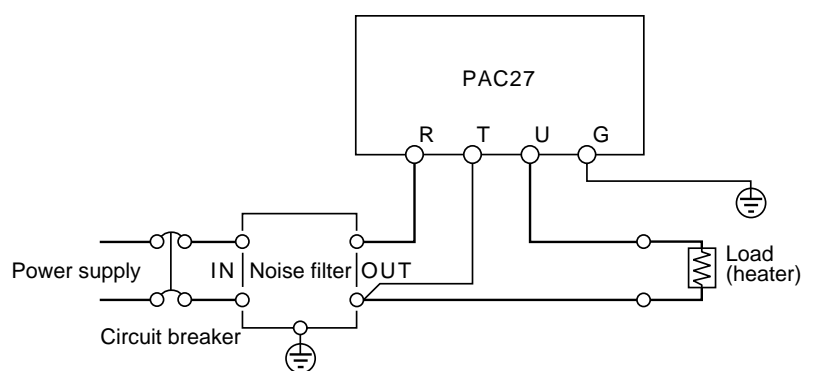 PAC27
R T U G
Power supply
IN Noise filter OUT
Load
(heater)
Circuit breaker